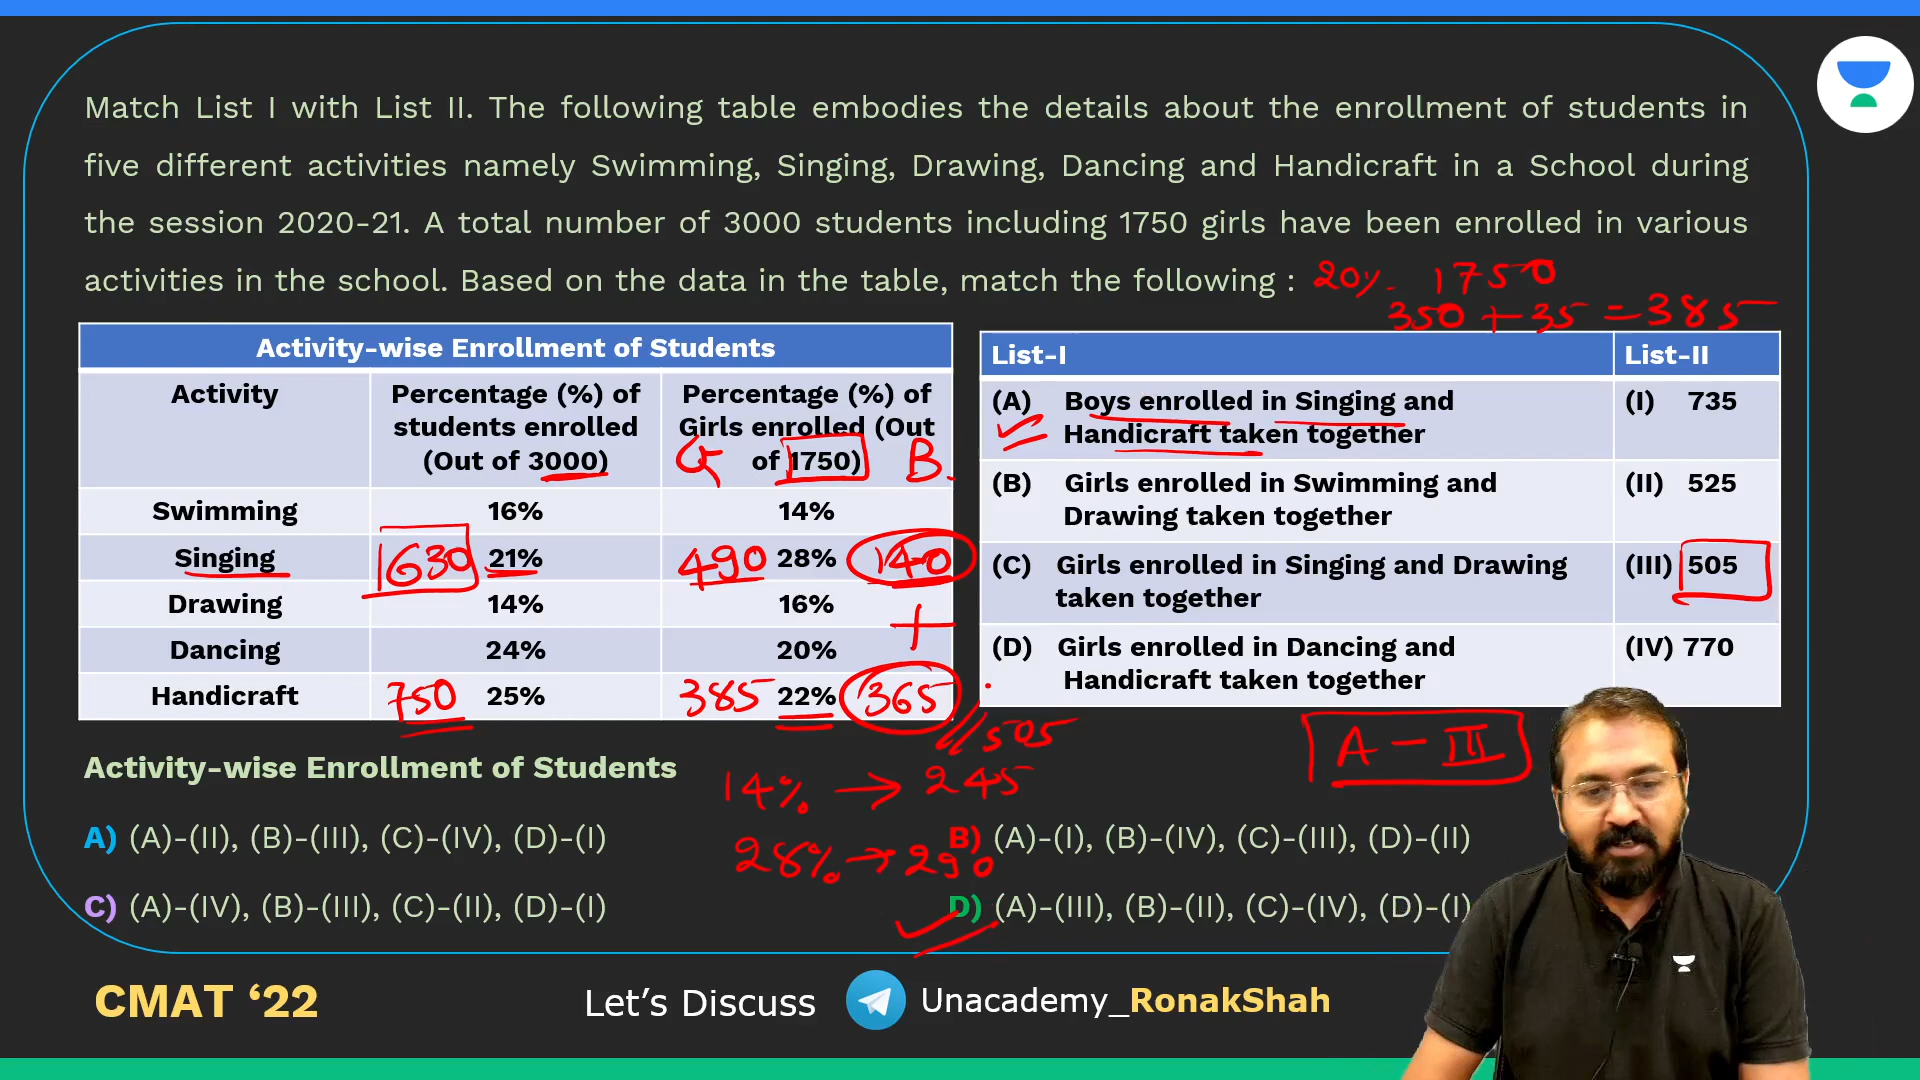 Match List I with List II. The following table embodies the details about the enrollment of students in
five different activities namely Swimming, Singing, Drawing, Dancing and Handicraft in a School during
the session 2020-21. A total number of 3000 students including 1750 girls have been enrolled in various
activities in the school. Based on the data in the table, match the following :
20%. 1750
350 + 35 = 385
Activity-wise Enrollment of Students
Activity
Percentage (%) of
students enrolled
(Out of 3000)
Percentage (%) of
Girls enrolled (Out
of 1750)
G
B.
Swimming 16% 14%
Singing 630 21% 490 28% 140
Drawing 14% 16%
+
Dancing 24% 20%
Handicraft 750 25% 385 22% 365
List-I List-II
(A) Boys enrolled in Singing and
Handicraft taken together
(I) 735
(B) Girls enrolled in Swimming and
Drawing taken together
(II) 525
(C) Girls enrolled in Singing and Drawing
taken together
(III) 505
(D) Girls enrolled in Dancing and
Handicraft taken together
(IV) 770
505
A - III
Activity-wise Enrollment of Students
14% → 245
28% → 290
A) (A)-(II), (B)-(III), (C)-(IV), (D)-(I)
B) (A)-(I), (B)-(IV), (C)-(III), (D)-(II)
C) (A)-(IV), (B)-(III), (C)-(II), (D)-(I)
D) (A)-(III), (B)-(II), (C)-(IV), (D)-(I)
CMAT ‘22
Let’s Discuss
Unacademy_RonakShah